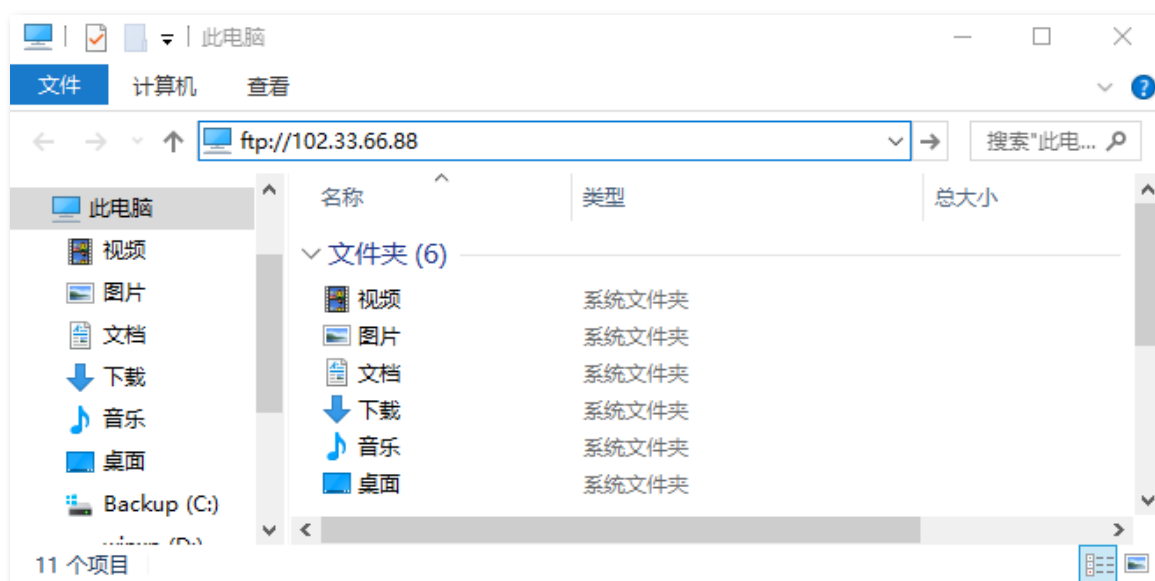 此电脑
文件 计算机 查看
ftp://102.33.66.88 搜索"此电...
此电脑
视频
图片
文档
下载
音乐
桌面
Backup (C:)
名称 类型 总大小
文件夹 (6)
视频 系统文件夹
图片 系统文件夹
文档 系统文件夹
下载 系统文件夹
音乐 系统文件夹
桌面 系统文件夹
11 个项目